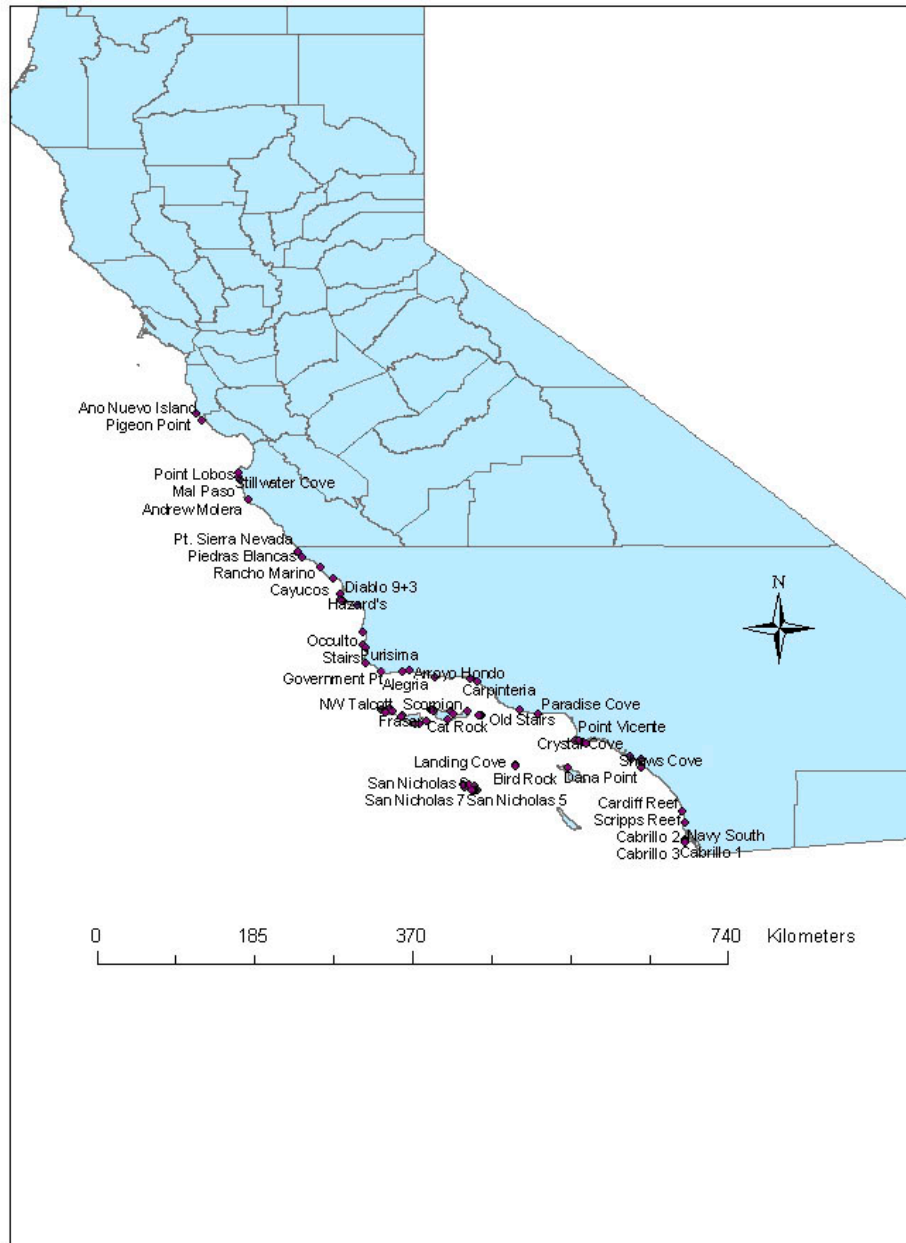 Ano Nuevo Island
Pigeon Point
Point Lobos
Stillwater Cove
Mal Paso
Andrew Molera
Pt. Sierra Nevada
Piedras Blancas
Rancho Marino
Cayucos
Diablo 9+3
Hazard's
N
Occulto
Purisima
Stairs
Government Pt
Alegria
Arroyo Hondo
Carpinteria
NW Talcott
Scorpion
Paradise Cove
Fraser
Cat Rock
Old Stairs
Point Vicente
Crystal Cove
Shaws Cove
Landing Cove
Bird Rock
Dana Point
San Nicholas
San Nicholas 7
San Nicholas 5
Cardiff Reef
Scripps Reef
Cabrillo 2
Navy South
Cabrillo 3
Cabrillo 1
0 185 370 740 Kilometers